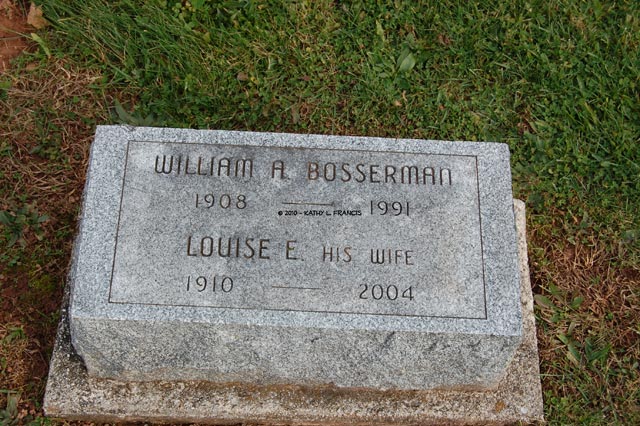 WILLIAM A. BOSSERMAN
1908 — 1991
© 2010 - KATHY L. FRANCIS
LOUISE E. HIS WIFE
1910 — 2004